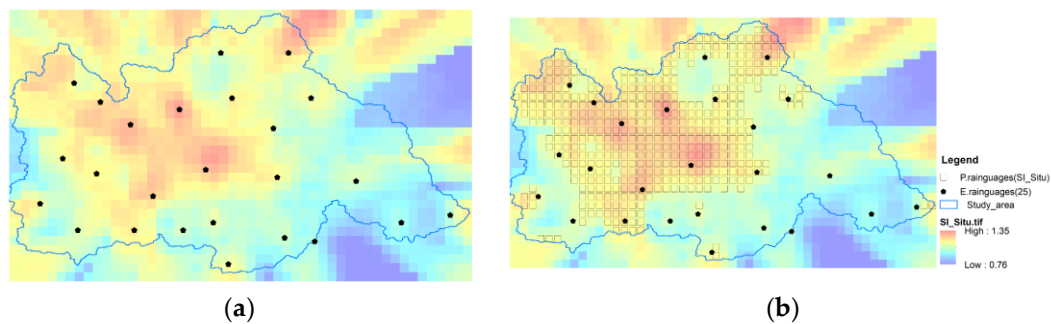 Legend
P.rainguages(SI_Situ)
E.rainguages(25)
Study_area
SI_Situ.tif
High : 1.35
Low : 0.76
(a)
(b)